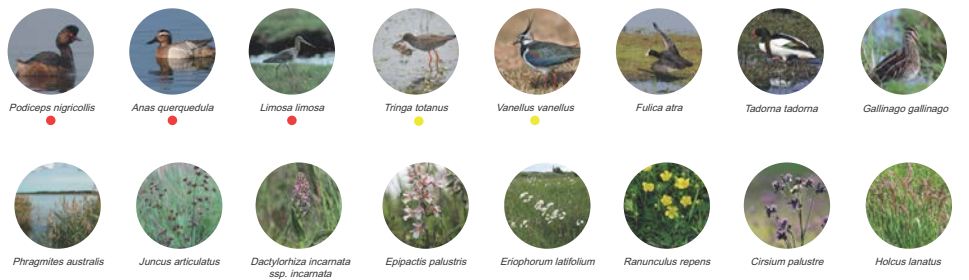 Podiceps nigricollis
Anas querquedula
Limosa limosa
Tringa totanus
Vanellus vanellus
Fulica atra
Tadorna tadorna
Gallinago gallinago
Phragmites australis
Juncus articulatus
Dactylorhiza incarnata
ssp. incarnata
Epipactis palustris
Eriophorum latifolium
Ranunculus repens
Cirsium palustre
Holcus lanatus